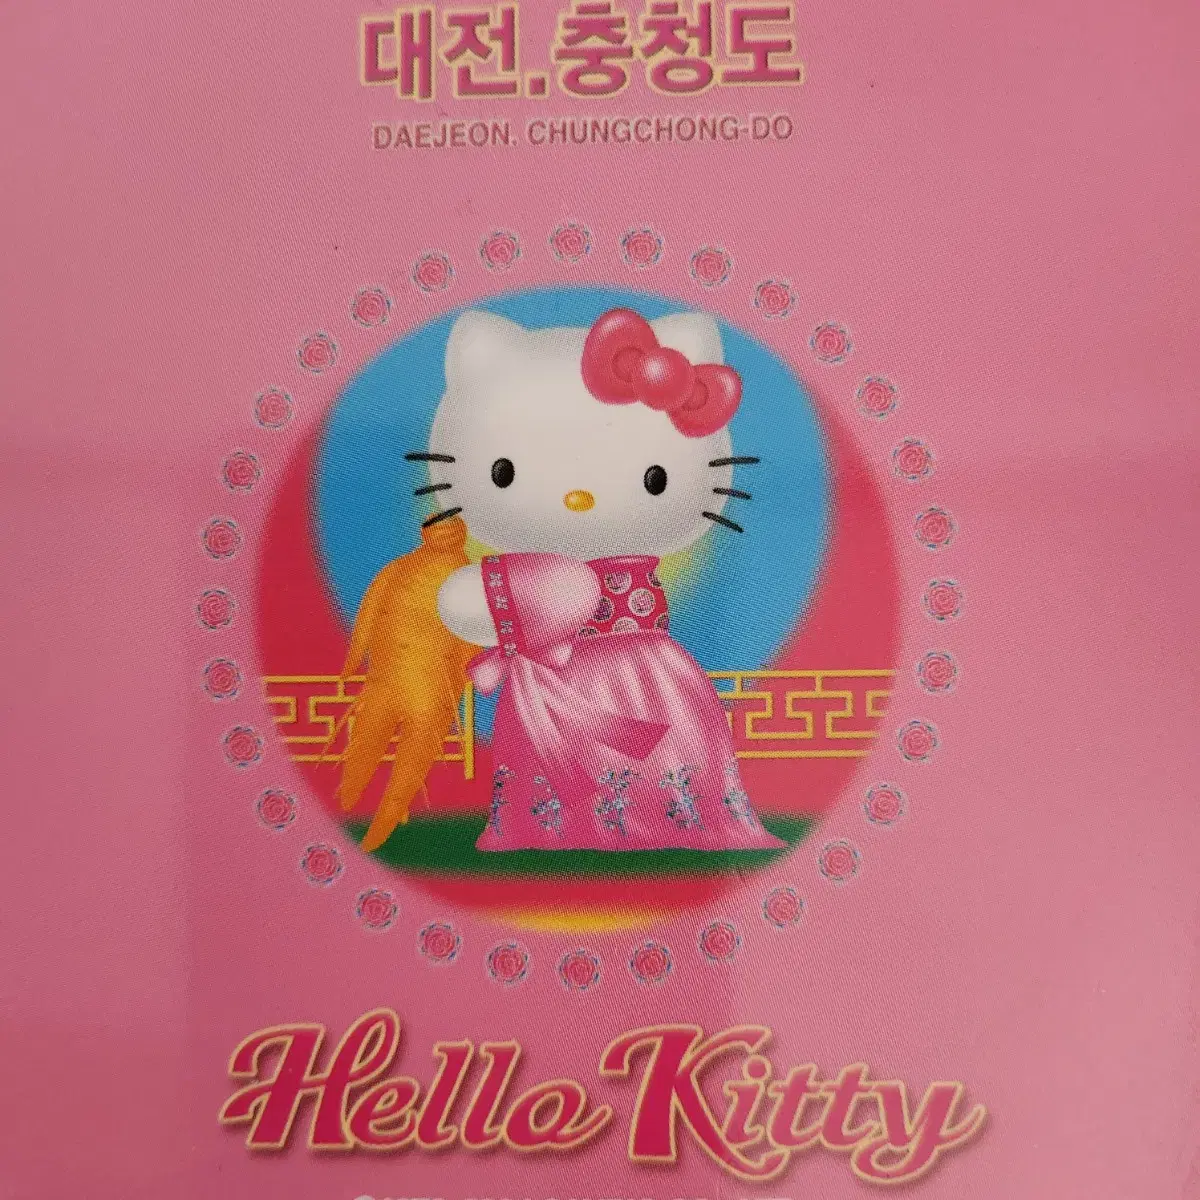 대전.충청도
DAEJEON. CHUNGCHONG-DO
Hello Kitty